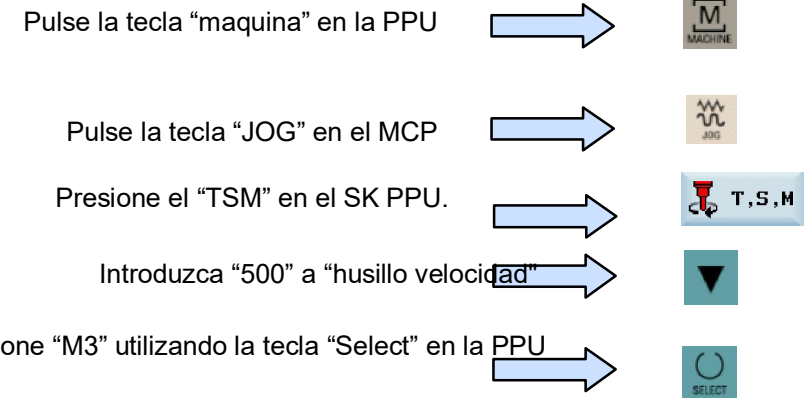 Pulse la tecla “maquina” en la PPU
M
MACHINE
Pulse la tecla “JOG” en el MCP
JOG
Presione el “TSM” en el SK PPU.
T,S,M
Introduzca “500” a “husillo velocidad"
one “M3” utilizando la tecla “Select” en la PPU
SELECT